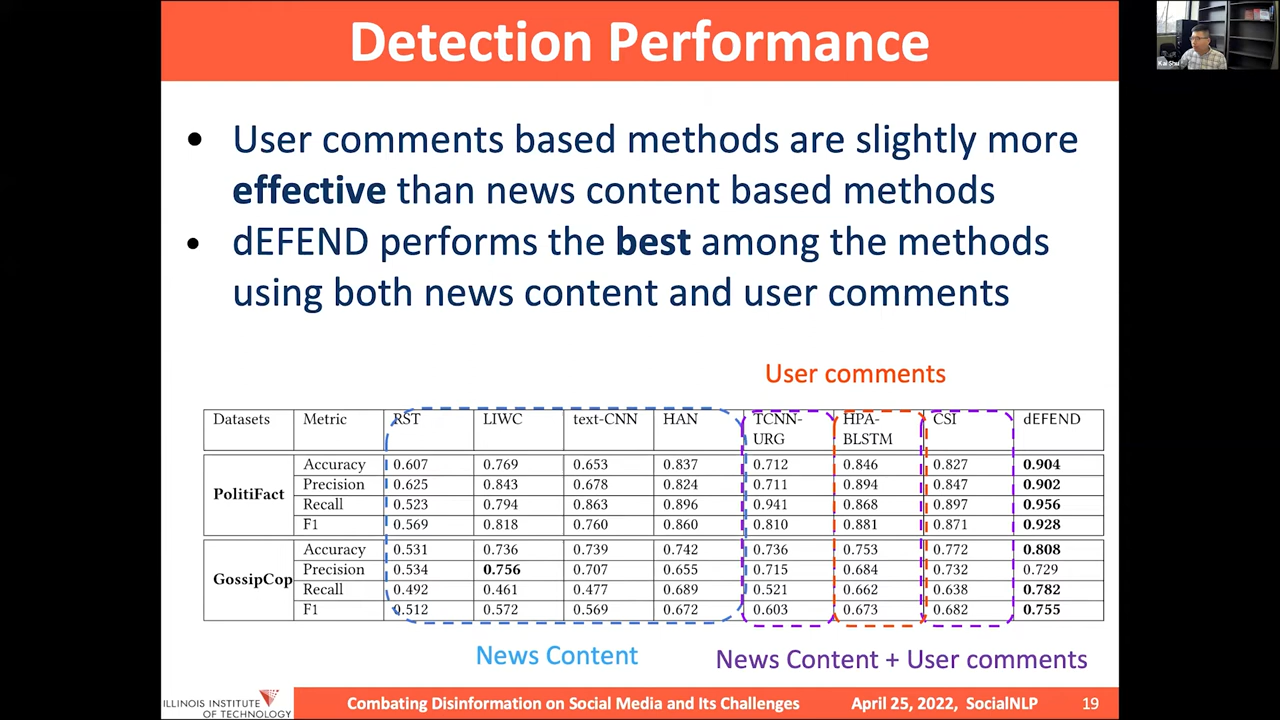 Detection Performance
Kai Shu
• User comments based methods are slightly more
effective than news content based methods
• dEFEND performs the best among the methods
using both news content and user comments
User comments
Datasets Metric RST LIWC text-CNN HAN TCNN-URG HPA-BLSTM CSI dEFEND
PolitiFact
Accuracy 0.607 0.769 0.653 0.837 0.712 0.846 0.827 0.904
Precision 0.625 0.843 0.678 0.824 0.711 0.894 0.847 0.902
Recall 0.523 0.794 0.863 0.896 0.941 0.868 0.897 0.956
F1 0.569 0.818 0.760 0.860 0.810 0.881 0.871 0.928
GossipCop
Accuracy 0.531 0.736 0.739 0.742 0.736 0.753 0.772 0.808
Precision 0.534 0.756 0.707 0.655 0.715 0.684 0.732 0.729
Recall 0.492 0.461 0.477 0.689 0.521 0.662 0.638 0.782
F1 0.512 0.572 0.569 0.672 0.603 0.673 0.682 0.755
News Content
News Content + User comments
ILLINOIS INSTITUTE
OF TECHNOLOGY
Combating Disinformation on Social Media and Its Challenges April 25, 2022, SocialNLP 19